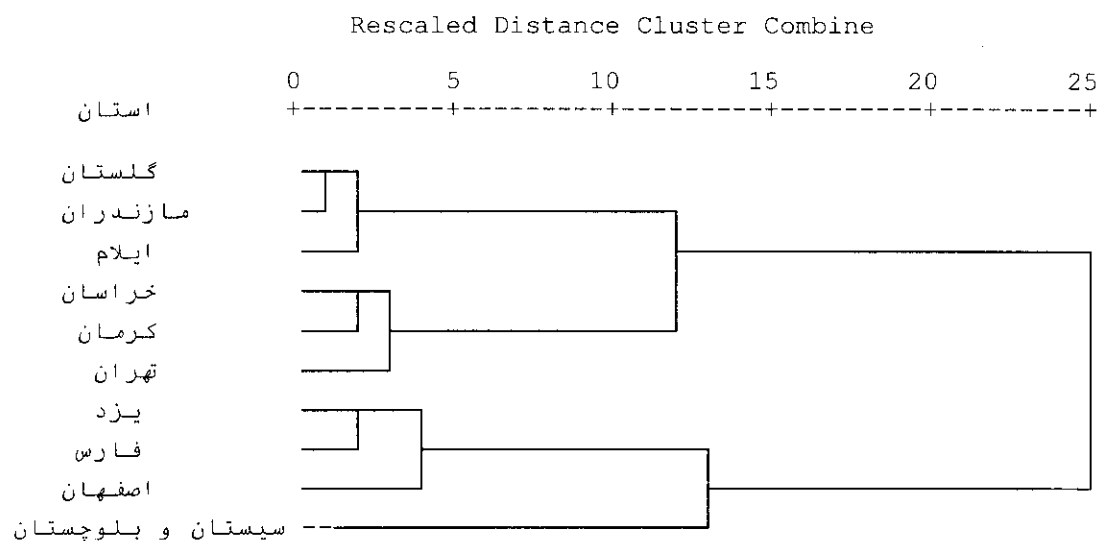 Rescaled Distance Cluster Combine
0 5 10 15 20 25
استان
گلستان
مازندران
ایلام
خراسان
کرمان
تهران
یزد
فارس
اصفهان
سیستان و بلوچستان